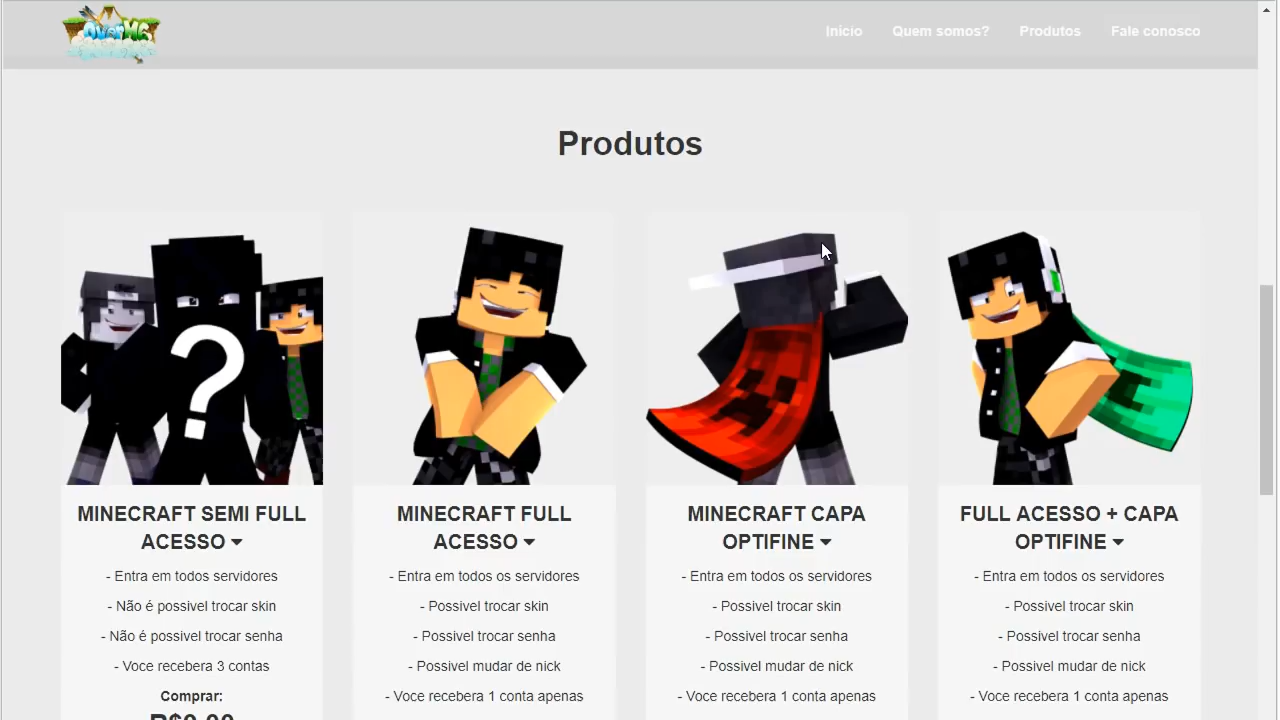 OverMC
Início Quem somos? Produtos Fale conosco
Produtos
?
MINECRAFT SEMI FULL
ACESSO
- Entra em todos servidores
- Não é possivel trocar skin
- Não é possivel trocar senha
- Voce recebera 3 contas
Comprar:
MINECRAFT FULL
ACESSO
- Entra em todos os servidores
- Possivel trocar skin
- Possivel trocar senha
- Possivel mudar de nick
- Voce recebera 1 conta apenas
MINECRAFT CAPA
OPTIFINE
- Entra em todos os servidores
- Possivel trocar skin
- Possivel trocar senha
- Possivel mudar de nick
- Voce recebera 1 conta apenas
FULL ACESSO + CAPA
OPTIFINE
- Entra em todos os servidores
- Possivel trocar skin
- Possivel trocar senha
- Possivel mudar de nick
- Voce recebera 1 conta apenas